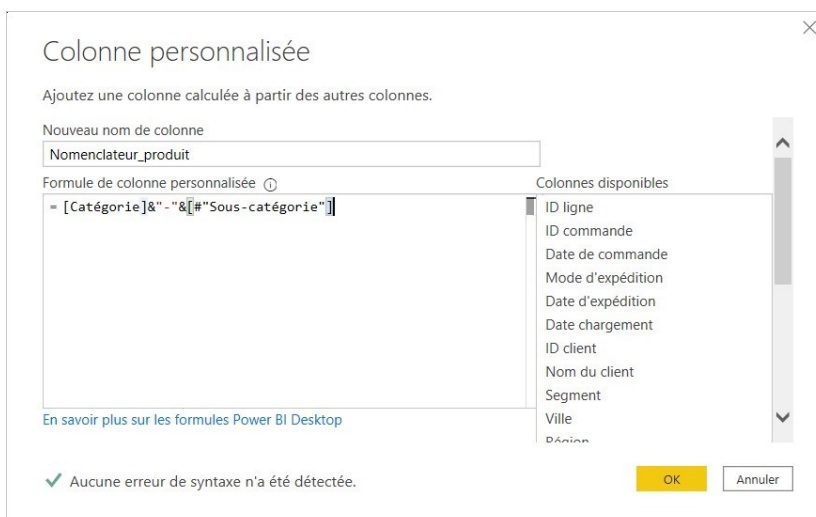 Colonne personnalisée
Ajoutez une colonne calculée à partir des autres colonnes.
Nouveau nom de colonne
Nomenclateur_produit
Formule de colonne personnalisée
= [Catégorie]&"-"&[#"Sous-catégorie"]
En savoir plus sur les formules Power BI Desktop
Colonnes disponibles
ID ligne
ID commande
Date de commande
Mode d'expédition
Date d'expédition
Date chargement
ID client
Nom du client
Segment
Ville
Région
Aucune erreur de syntaxe n'a été détectée.
OK
Annuler